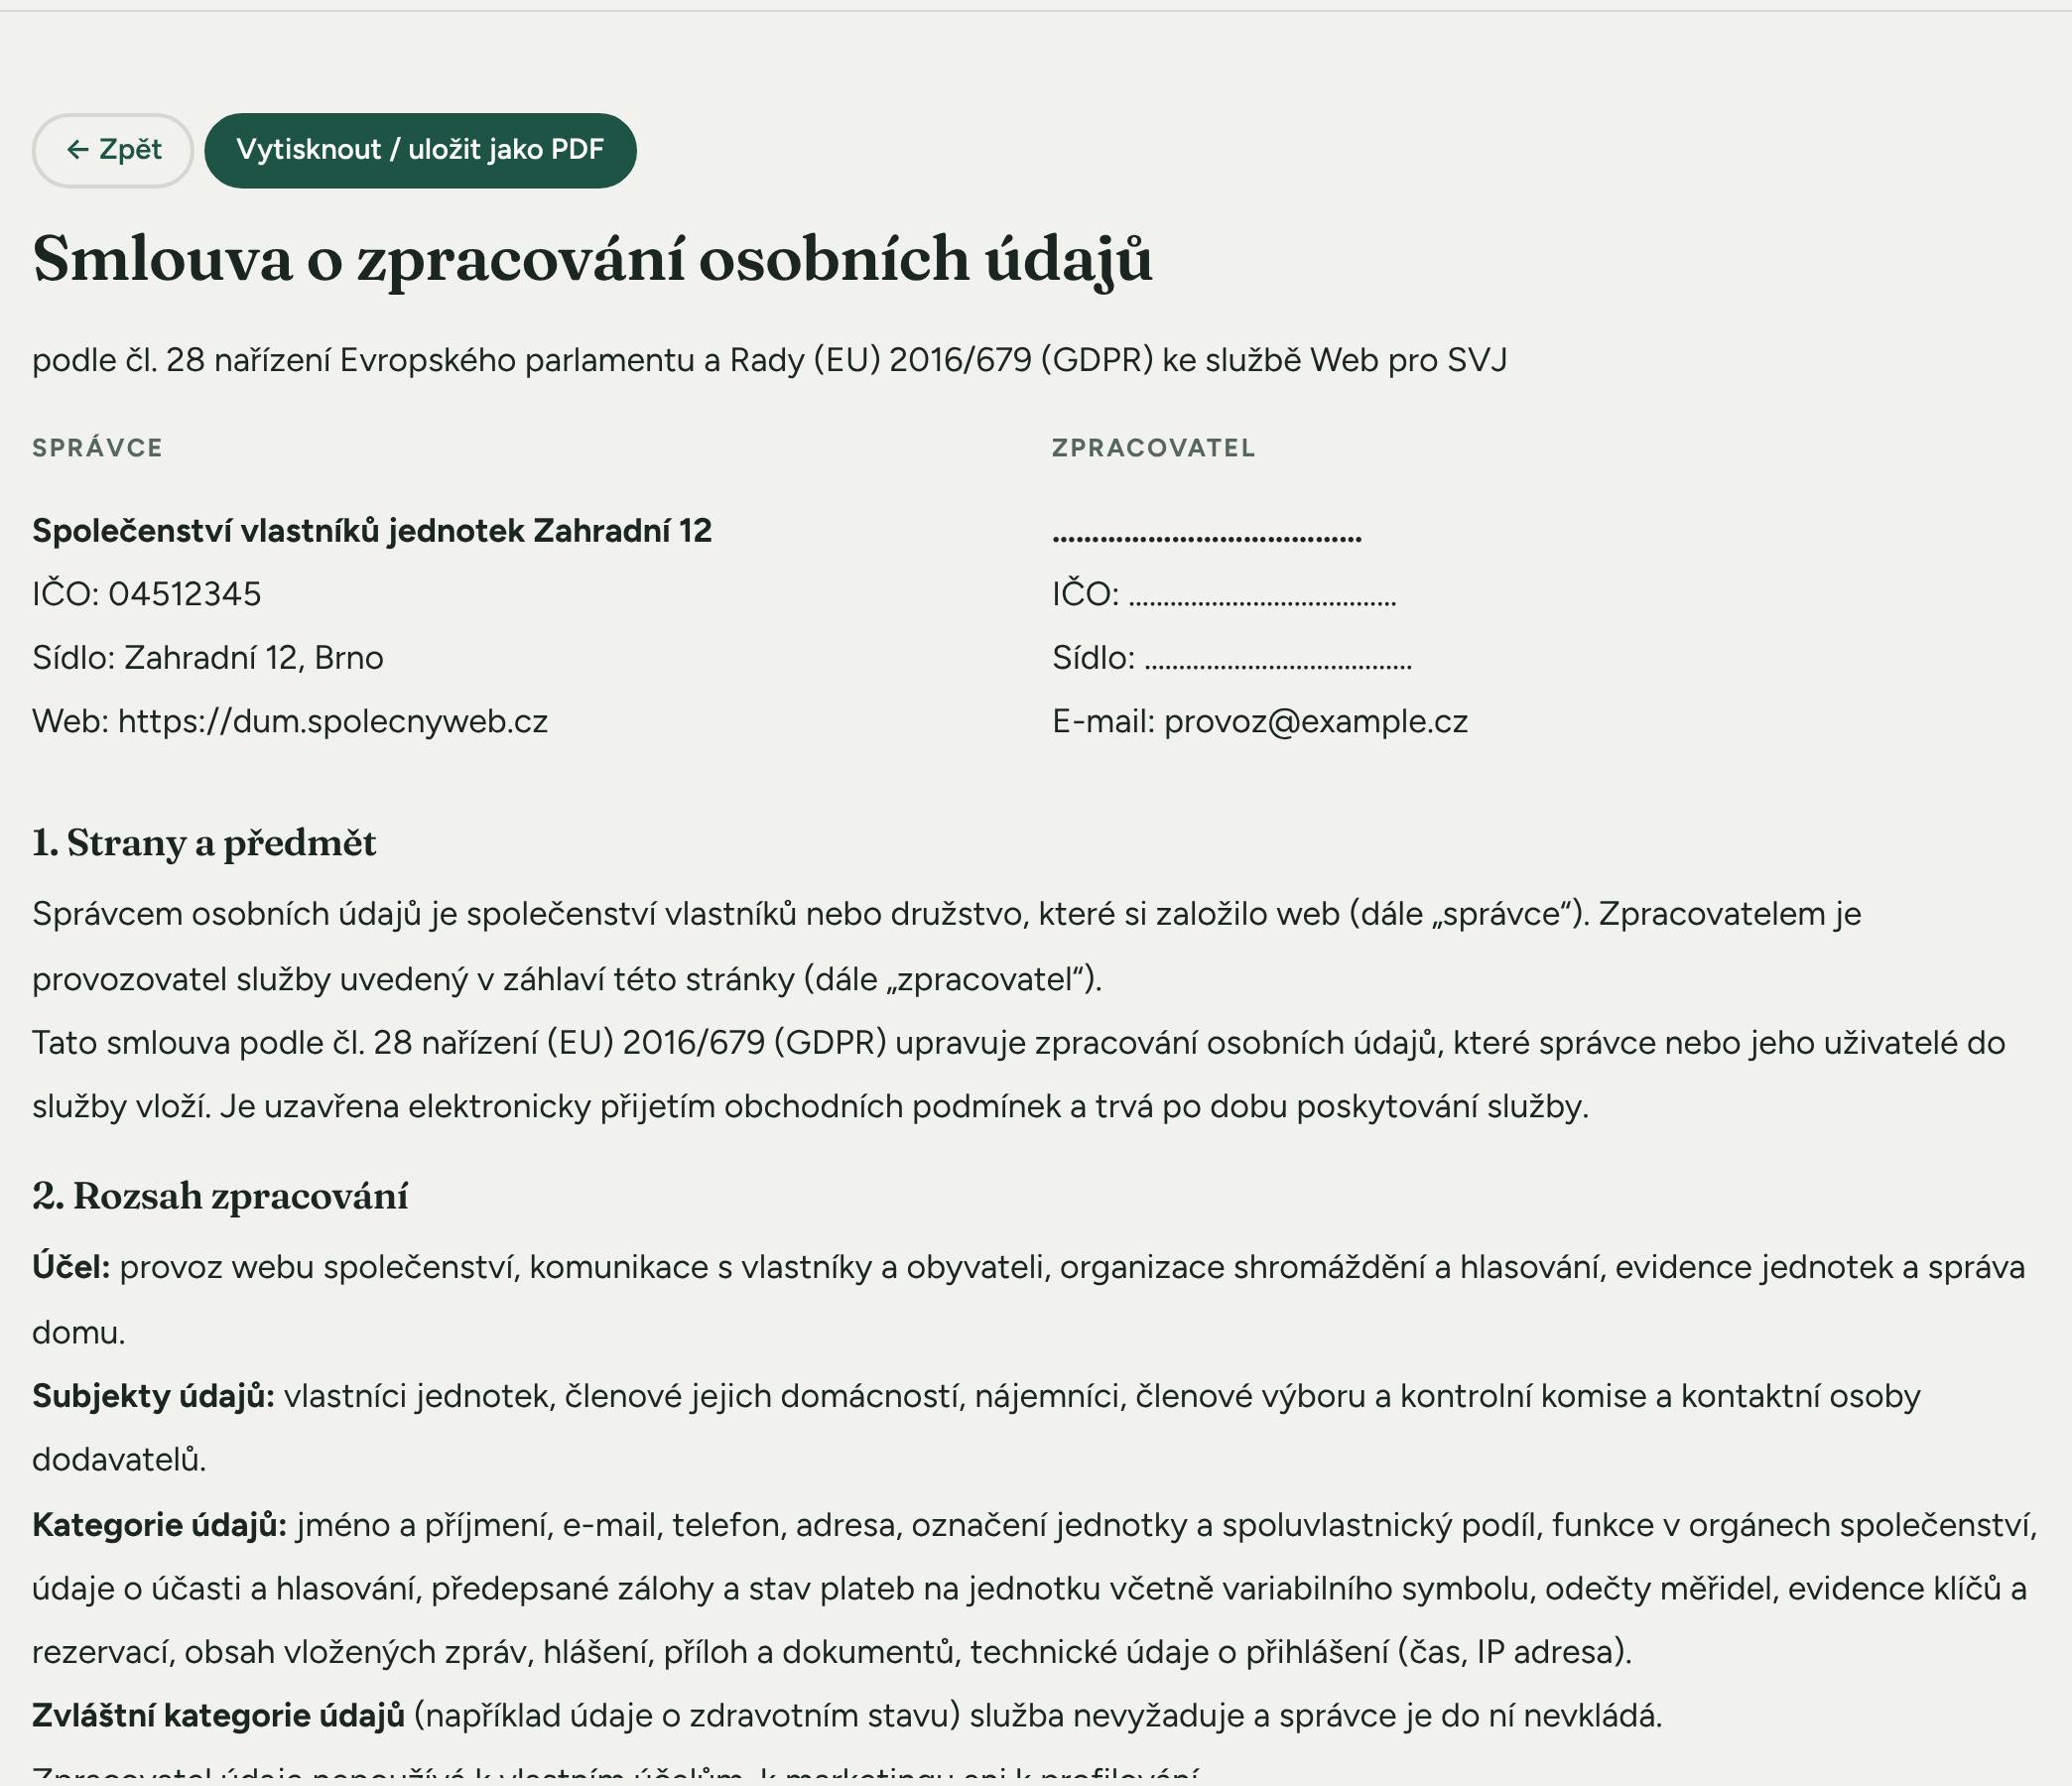 ← Zpět
Vytisknout / uložit jako PDF
Smlouva o zpracování osobních údajů
podle čl. 28 nařízení Evropského parlamentu a Rady (EU) 2016/679 (GDPR) ke službě Web pro SVJ
SPRÁVCE
Společenství vlastníků jednotek Zahradní 12
IČO: 04512345
Sídlo: Zahradní 12, Brno
Web: https://dum.spolecnyweb.cz
ZPRACOVATEL
.......................................
IČO: .......................................
Sídlo: .......................................
E-mail: provoz@example.cz
1. Strany a předmět
Správcem osobních údajů je společenství vlastníků nebo družstvo, které si založilo web (dále „správce“). Zpracovatelem je
provozovatel služby uvedený v záhlaví této stránky (dále „zpracovatel“).
Tato smlouva podle čl. 28 nařízení (EU) 2016/679 (GDPR) upravuje zpracování osobních údajů, které správce nebo jeho uživatelé do
služby vloží. Je uzavřena elektronicky přijetím obchodních podmínek a trvá po dobu poskytování služby.
2. Rozsah zpracování
Účel: provoz webu společenství, komunikace s vlastníky a obyvateli, organizace shromáždění a hlasování, evidence jednotek a správa
domu.
Subjekty údajů: vlastníci jednotek, členové jejich domácností, nájemníci, členové výboru a kontrolní komise a kontaktní osoby
dodavatelů.
Kategorie údajů: jméno a příjmení, e-mail, telefon, adresa, označení jednotky a spoluvlastnický podíl, funkce v orgánech společenství,
údaje o účasti a hlasování, předepsané zálohy a stav plateb na jednotku včetně variabilního symbolu, odečty měřidel, evidence klíčů a
rezervací, obsah vložených zpráv, hlášení, příloh a dokumentů, technické údaje o přihlášení (čas, IP adresa).
Zvláštní kategorie údajů (například údaje o zdravotním stavu) služba nevyžaduje a správce je do ní nevkládá.
Zpracovatel údaje nepoužívá k vlastním účelům, k marketingu ani k profilování.